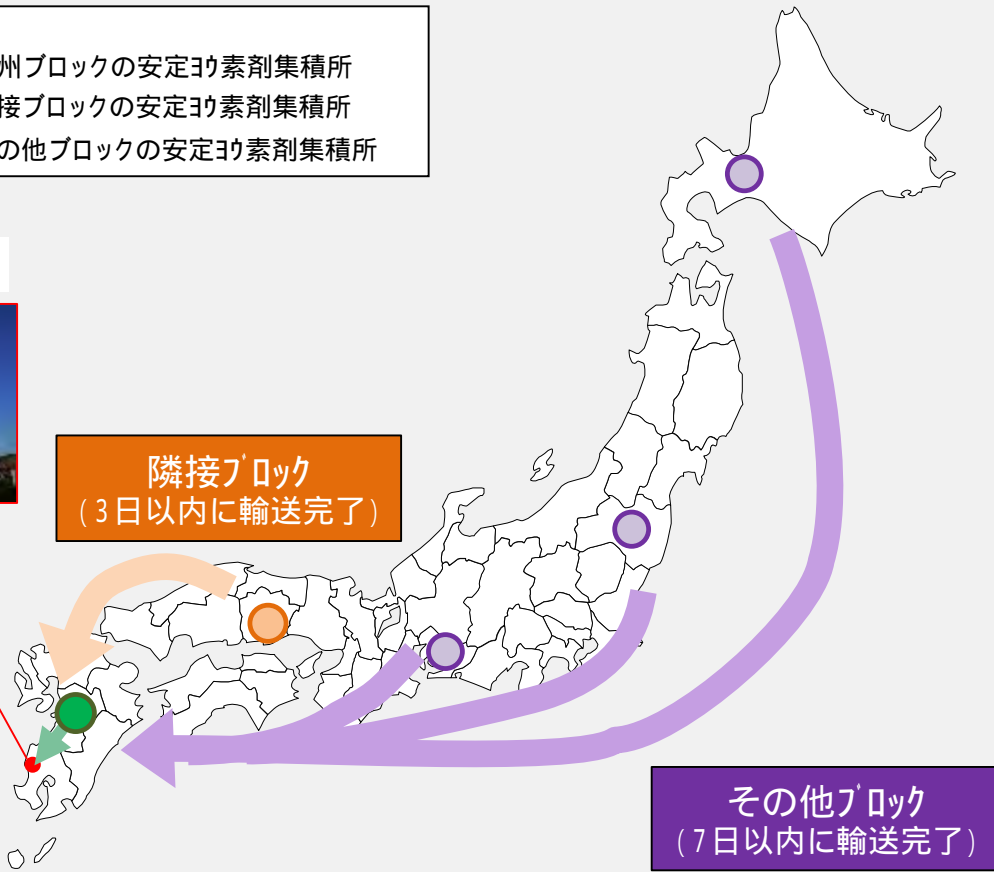 州ブロックの安定ヨウ素剤集積所
接ブロックの安定ヨウ素剤集積所
の他ブロックの安定ヨウ素剤集積所
隣接ブロック
(3日以内に輸送完了)
その他ブロック
(7日以内に輸送完了)